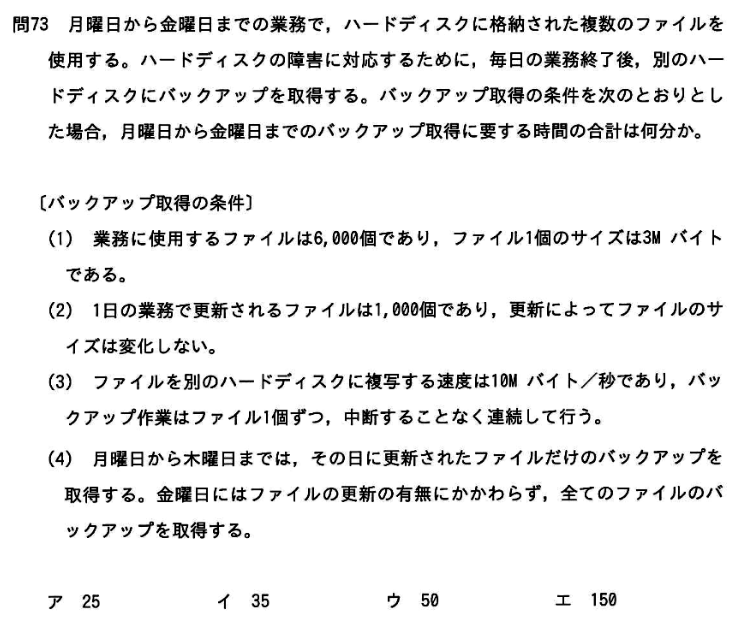 問73 月曜日から金曜日までの業務で，ハードディスクに格納された複数のファイルを
使用する。ハードディスクの障害に対応するために，毎日の業務終了後，別のハー
ドディスクにバックアップを取得する。バックアップ取得の条件を次のとおりとし
た場合，月曜日から金曜日までのバックアップ取得に要する時間の合計は何分か。
〔バックアップ取得の条件〕
(1) 業務に使用するファイルは6,000個であり，ファイル1個のサイズは3M バイト
である。
(2) 1日の業務で更新されるファイルは1,000個であり，更新によってファイルのサ
イズは変化しない。
(3) ファイルを別のハードディスクに複写する速度は10M バイト／秒であり，バッ
クアップ作業はファイル1個ずつ，中断することなく連続して行う。
(4) 月曜日から木曜日までは，その日に更新されたファイルだけのバックアップを
取得する。金曜日にはファイルの更新の有無にかかわらず，全てのファイルのバ
ックアップを取得する。
ア 25 イ 35 ウ 50 エ 150